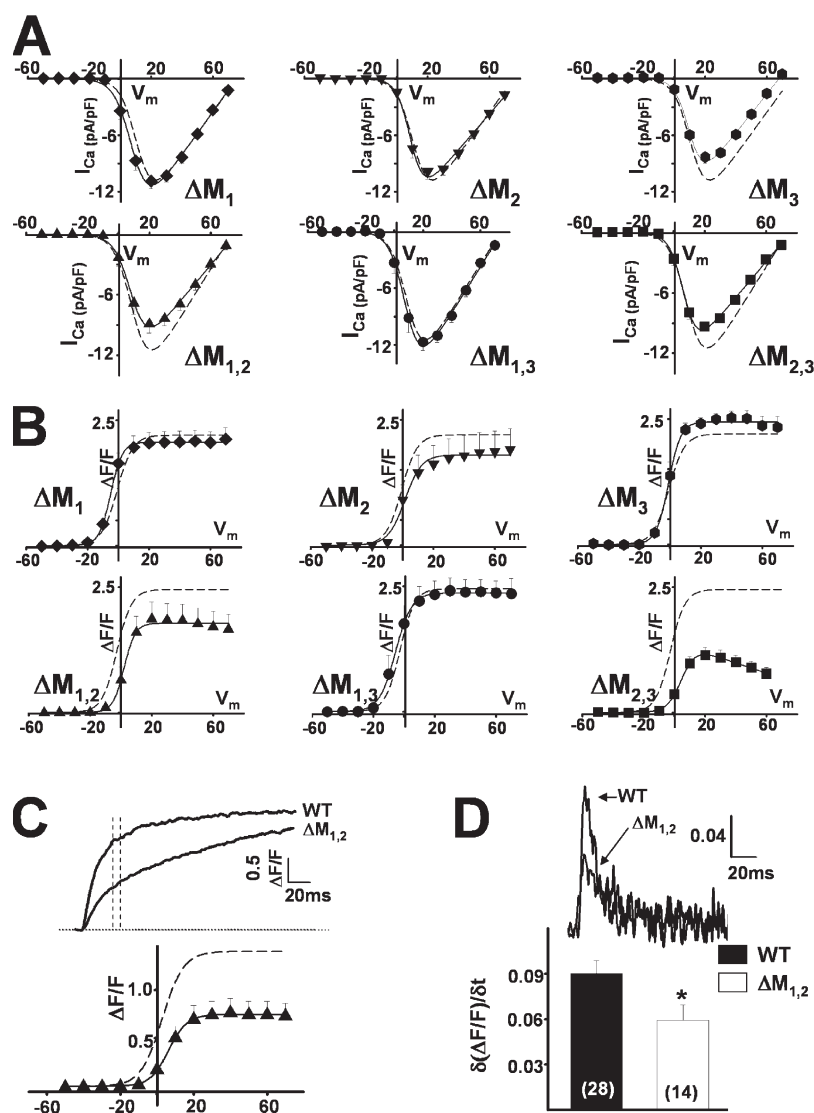 A
-60 20 60
Vm
-6
-12
ICa (pA/pF)
ΔM1
-60 20 60
Vm
-6
-12
ICa (pA/pF)
ΔM2
-60 20 60
Vm
-6
-12
ICa (pA/pF)
ΔM3
-60 20 60
Vm
-6
-12
ICa (pA/pF)
ΔM1,2
-60 20 60
Vm
-6
-12
ICa (pA/pF)
ΔM1,3
-60 20 60
Vm
-6
-12
ICa (pA/pF)
ΔM2,3
B
2.5
ΔF/F
ΔM1
Vm
-60 -20 20 60
2.5
ΔF/F
ΔM2
Vm
-60 -20 20 60
2.5
ΔF/F
ΔM3
Vm
-60 -20 20 60
2.5
ΔF/F
ΔM1,2
Vm
-60 -20 20 60
2.5
ΔF/F
ΔM1,3
Vm
-60 -20 20 60
2.5
ΔF/F
ΔM2,3
Vm
-60 -20 20 60
C
WT
ΔM1,2
0.5
ΔF/F
20ms
ΔF/F
1.0
0.5
-60 -20 20 60
D
WT
ΔM1,2
0.04
20ms
WT
ΔM1,2
δ(ΔF/F)/δt
0.09
0.06
0.03
*
(28) (14)